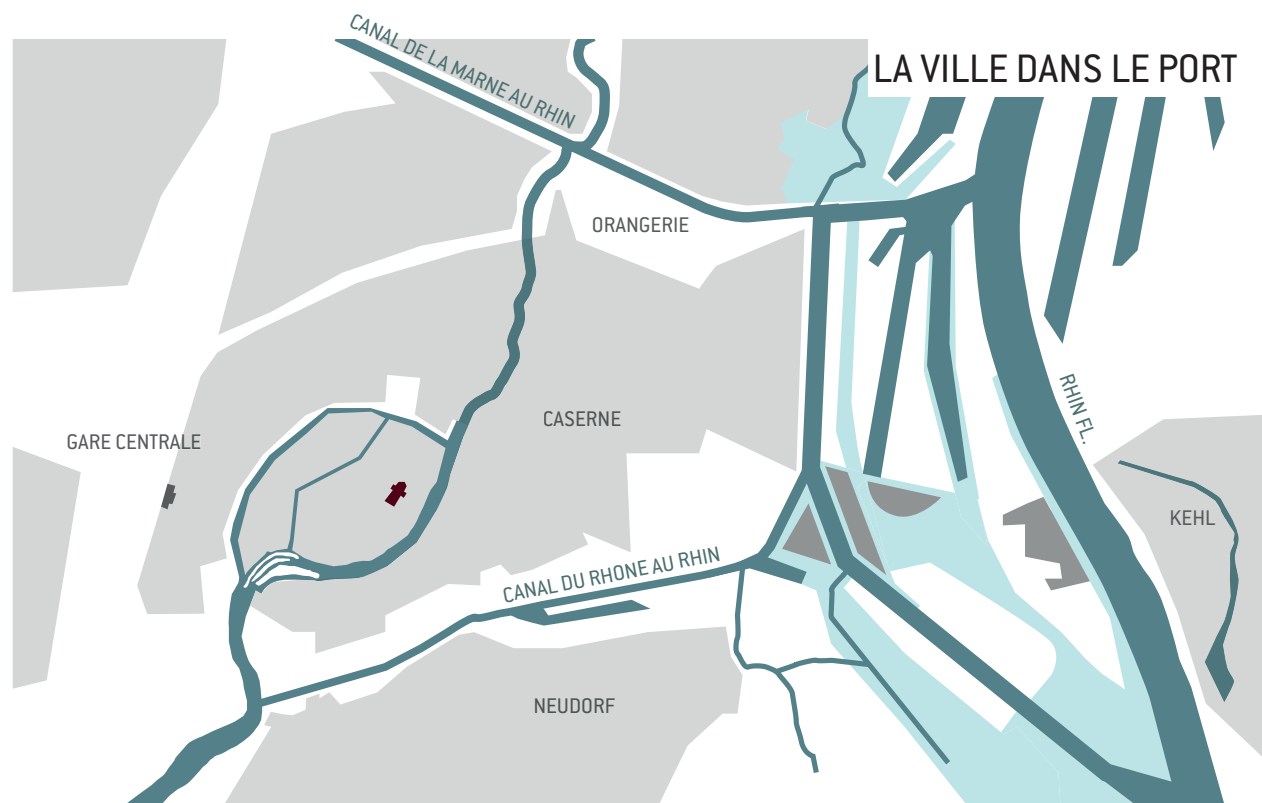 CANAL DE LA MARNE AU RHIN
LA VILLE DANS LE PORT
ORANGERIE
RHIN FL.
CASERNE
GARE CENTRALE
KEHL
CANAL DU RHONE AU RHIN
NEUDORF